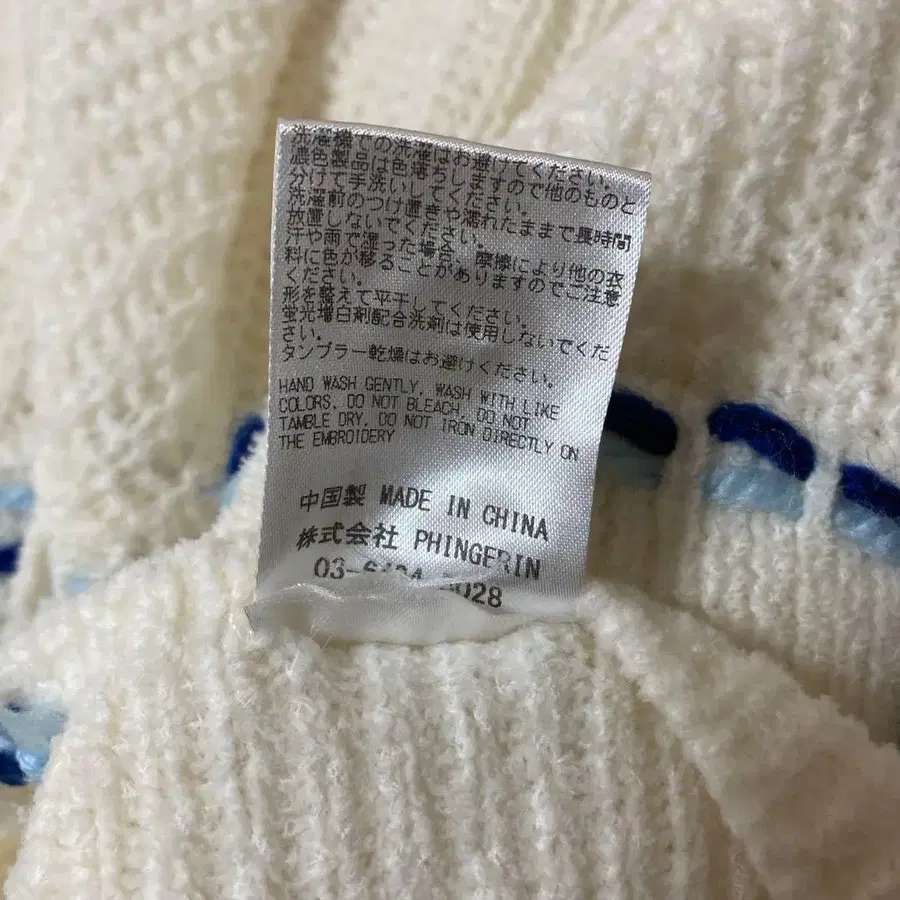 洗濯機での洗濯はお避けください。
濃色製品は色落ちしますので他のものと
分けて手洗いしてください。
洗濯前のつけ置きや濡れたままで長時間
放置しないでください。
汗や雨で湿った場合、摩擦により他の衣
料に色が移ることがありますのでご注意
ください。
形を整えて平干してください。
蛍光増白剤配合洗剤は使用しないでくだ
さい。
タンブラー乾燥はお避けください。
HAND WASH GENTLY, WASH WITH LIKE
COLORS, DO NOT BLEACH, DO NOT
TAMBLE DRY, DO NOT IRON DIRECTLY ON
THE EMBROIDERY
中国製 MADE IN CHINA
株式会社 PHINGERIN